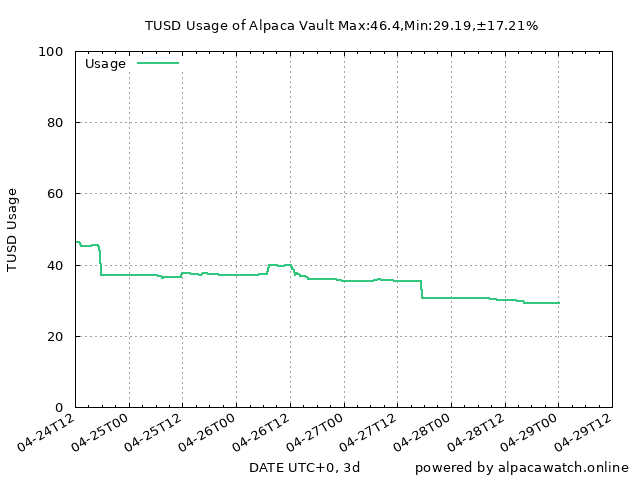 TUSD Usage of Alpaca Vault Max:46.4,Min:29.19,±17.21%
Usage
100
80
60
40
20
0
TUSD Usage
04-24T12
04-25T00
04-25T12
04-26T00
04-26T12
04-27T00
04-27T12
04-28T00
04-28T12
04-29T00
04-29T12
DATE UTC+0, 3d
powered by alpacawatch.online